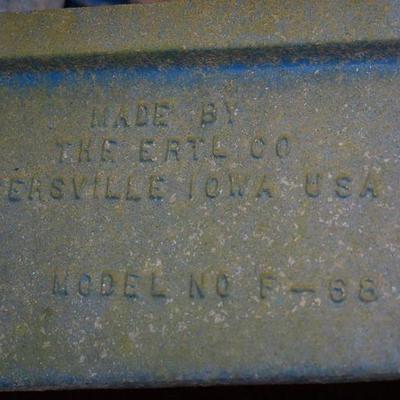 MADE BY
THE ERTL CO
ERSVILLE IOWA USA
MODEL NO F-68